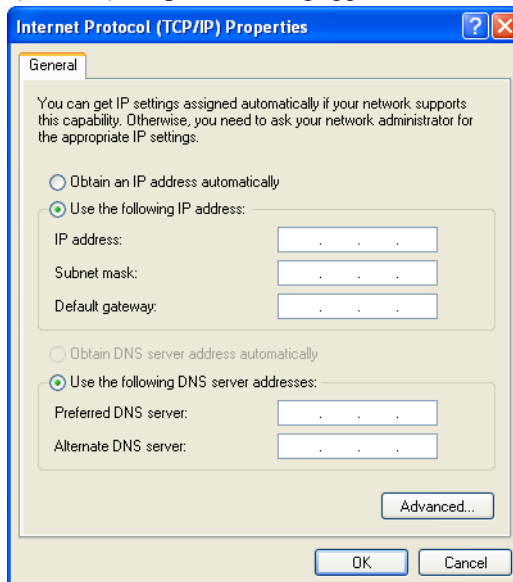 Internet Protocol (TCP/IP) Properties
General
You can get IP settings assigned automatically if your network supports
this capability. Otherwise, you need to ask your network administrator for
the appropriate IP settings.
Obtain an IP address automatically
Use the following IP address:
IP address:
Subnet mask:
Default gateway:
Obtain DNS server address automatically
Use the following DNS server addresses:
Preferred DNS server:
Alternate DNS server:
Advanced...
OK
Cancel